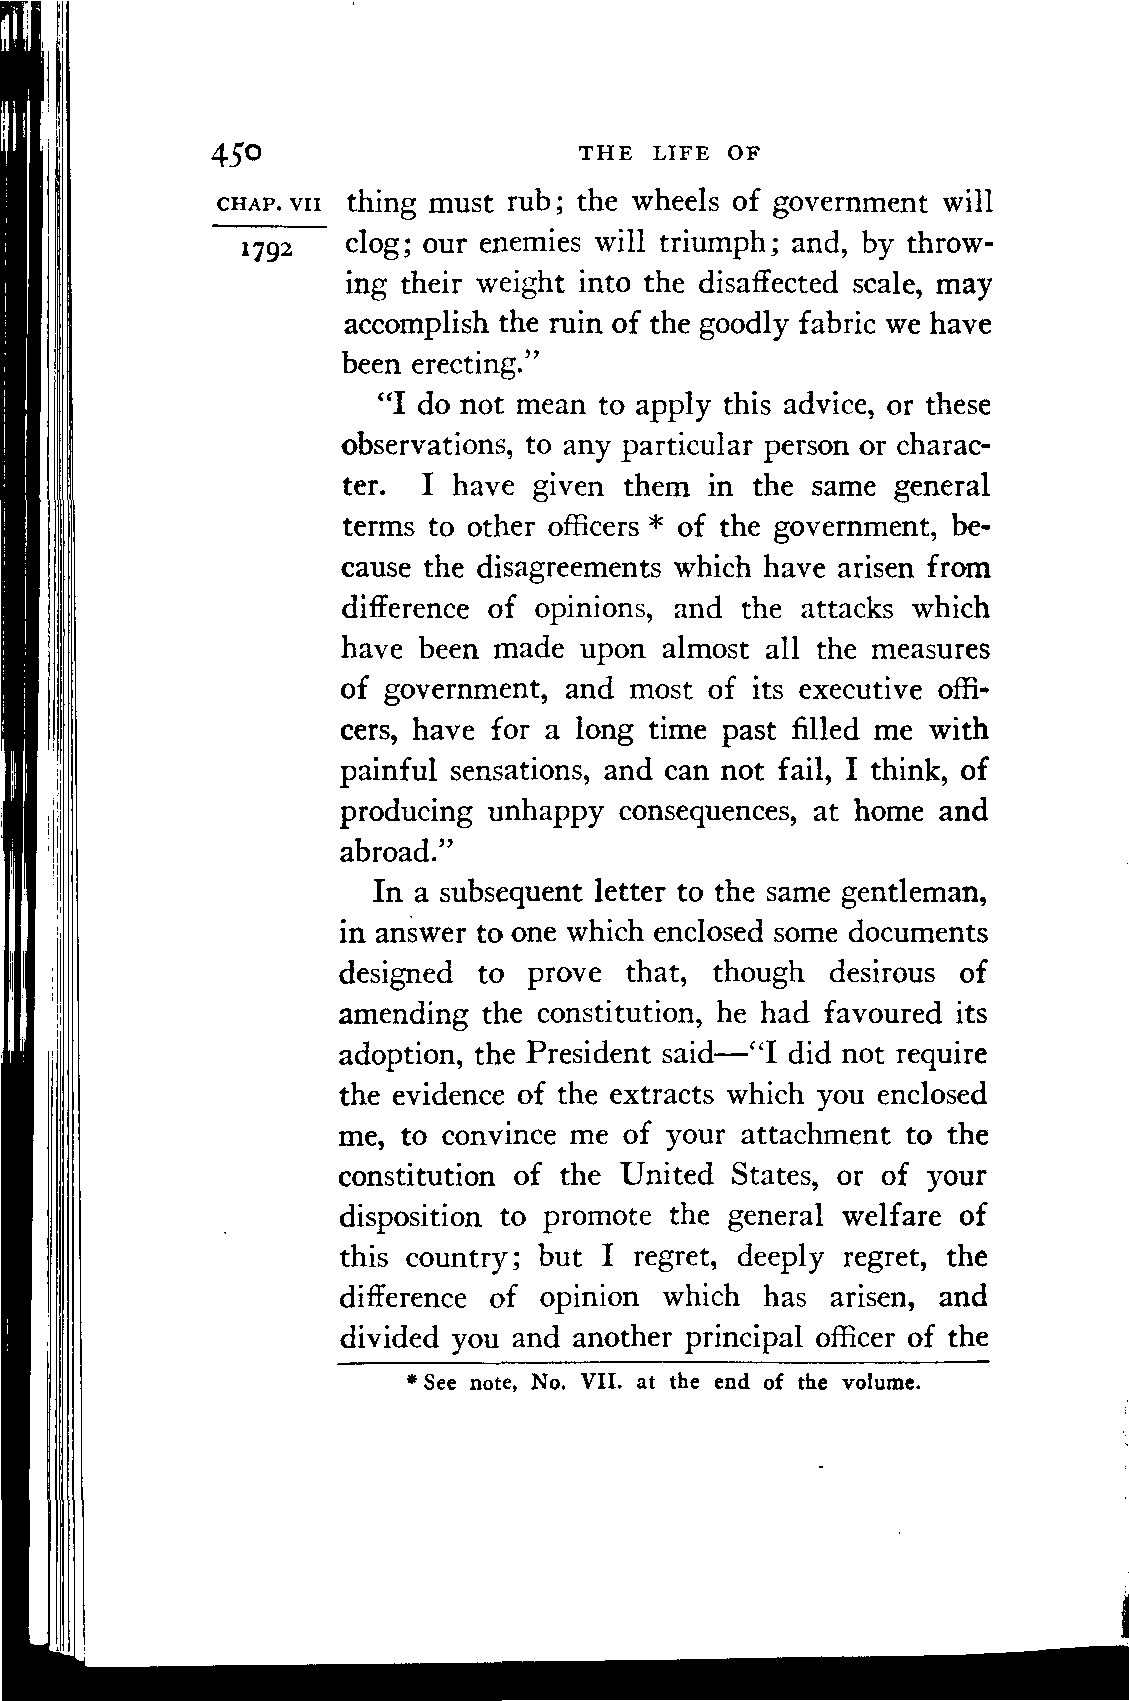 450 THE LIFE OF
CHAP. VII thing must rub; the wheels of government will
1792 clog; our enemies will triumph; and, by throw-
ing their weight into the disaffected scale, may
accomplish the ruin of the goodly fabric we have
been erecting.”
“I do not mean to apply this advice, or these
observations, to any particular person or charac-
ter. I have given them in the same general
terms to other officers * of the government, be-
cause the disagreements which have arisen from
difference of opinions, and the attacks which
have been made upon almost all the measures
of government, and most of its executive offi-
cers, have for a long time past filled me with
painful sensations, and can not fail, I think, of
producing unhappy consequences, at home and
abroad.”
In a subsequent letter to the same gentleman,
in answer to one which enclosed some documents
designed to prove that, though desirous of
amending the constitution, he had favoured its
adoption, the President said—“I did not require
the evidence of the extracts which you enclosed
me, to convince me of your attachment to the
constitution of the United States, or of your
disposition to promote the general welfare of
this country; but I regret, deeply regret, the
difference of opinion which has arisen, and
divided you and another principal officer of the
* See note, No. VII. at the end of the volume.